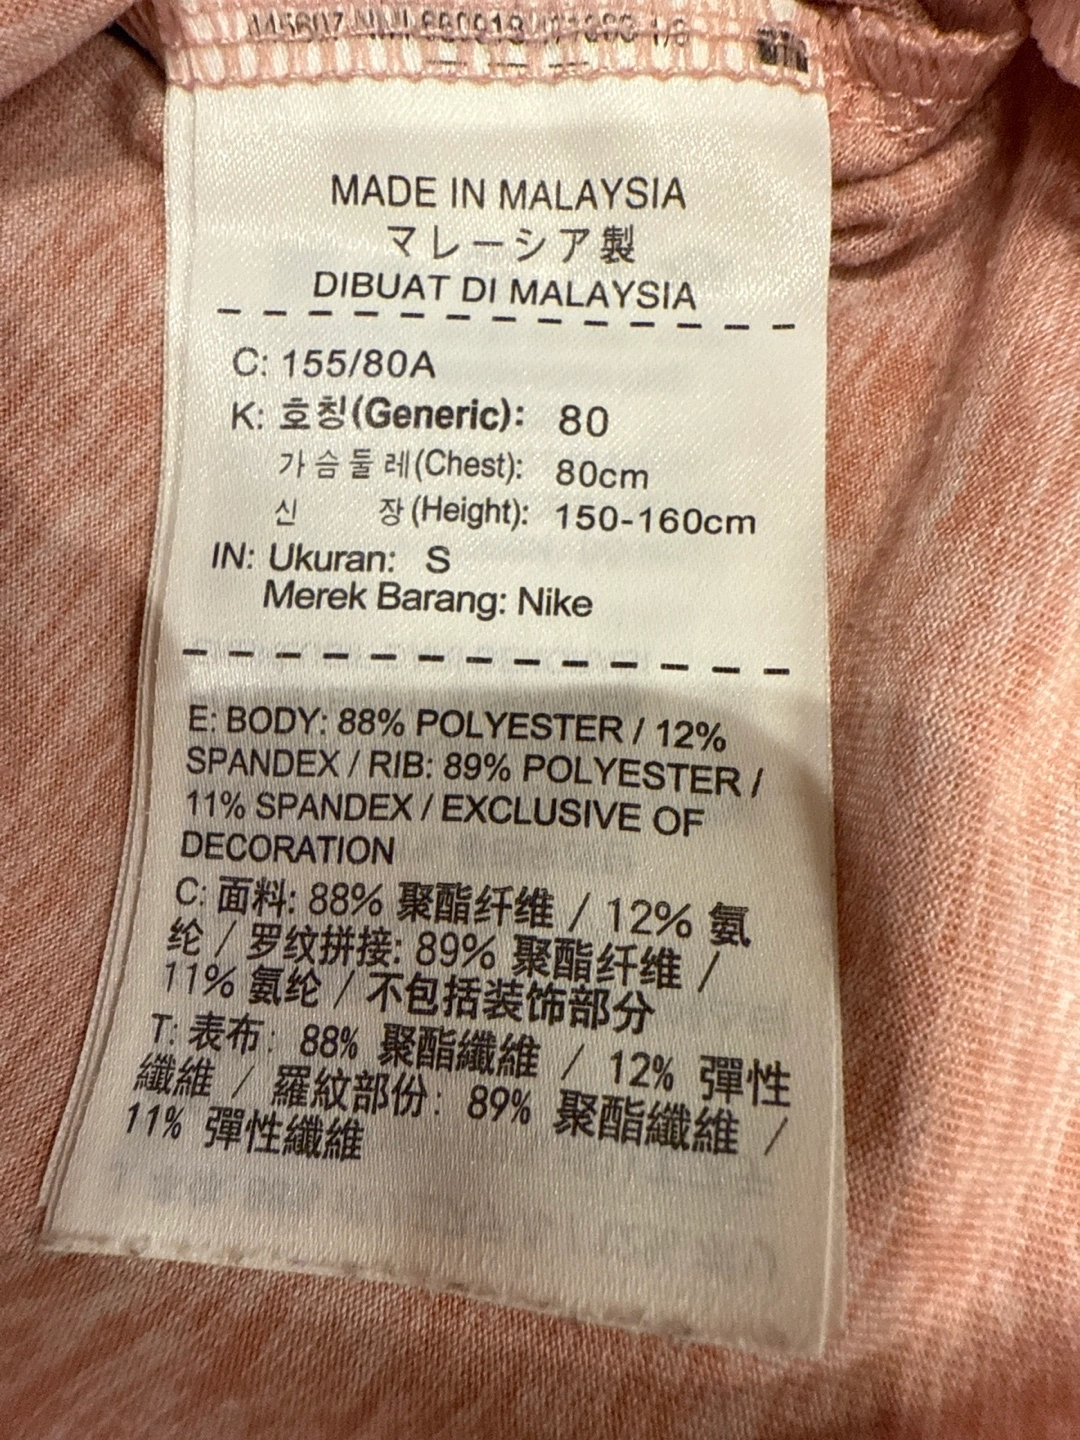 MADE IN MALAYSIA
マレーシア製
DIBUAT DI MALAYSIA
C: 155/80A
K: 호칭(Generic): 80
가슴둘레(Chest): 80cm
신 장(Height): 150-160cm
IN: Ukuran: S
Merek Barang: Nike
E: BODY: 88% POLYESTER / 12%
SPANDEX / RIB: 89% POLYESTER /
11% SPANDEX / EXCLUSIVE OF
DECORATION
C: 面料: 88% 聚酯纤维 / 12% 氨
纶 / 罗纹拼接: 89% 聚酯纤维 /
11% 氨纶 / 不包括装饰部分
T: 表布: 88% 聚酯纖維 / 12% 彈性
纖維 / 羅紋部份: 89% 聚酯纖維 /
11% 彈性纖維